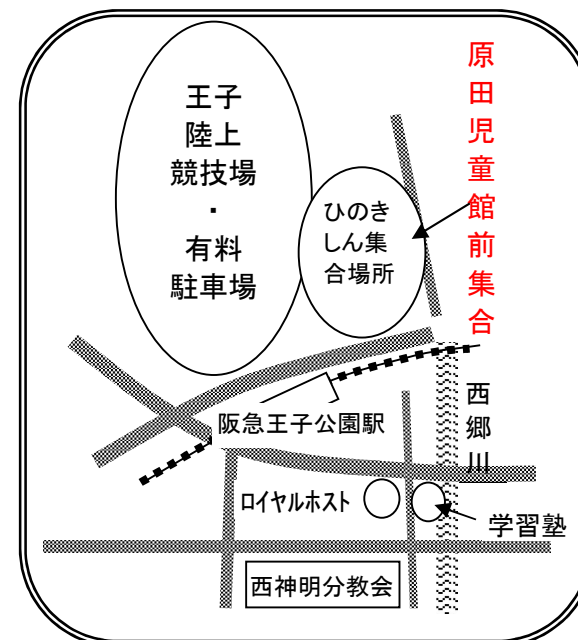 王子
陸上
競技場
・
有料
駐車場
ひのき
しん集
合場所
原田児童館前集合
阪急王子公園駅
西郷川
ロイヤルホスト
学習塾
西神明分教会